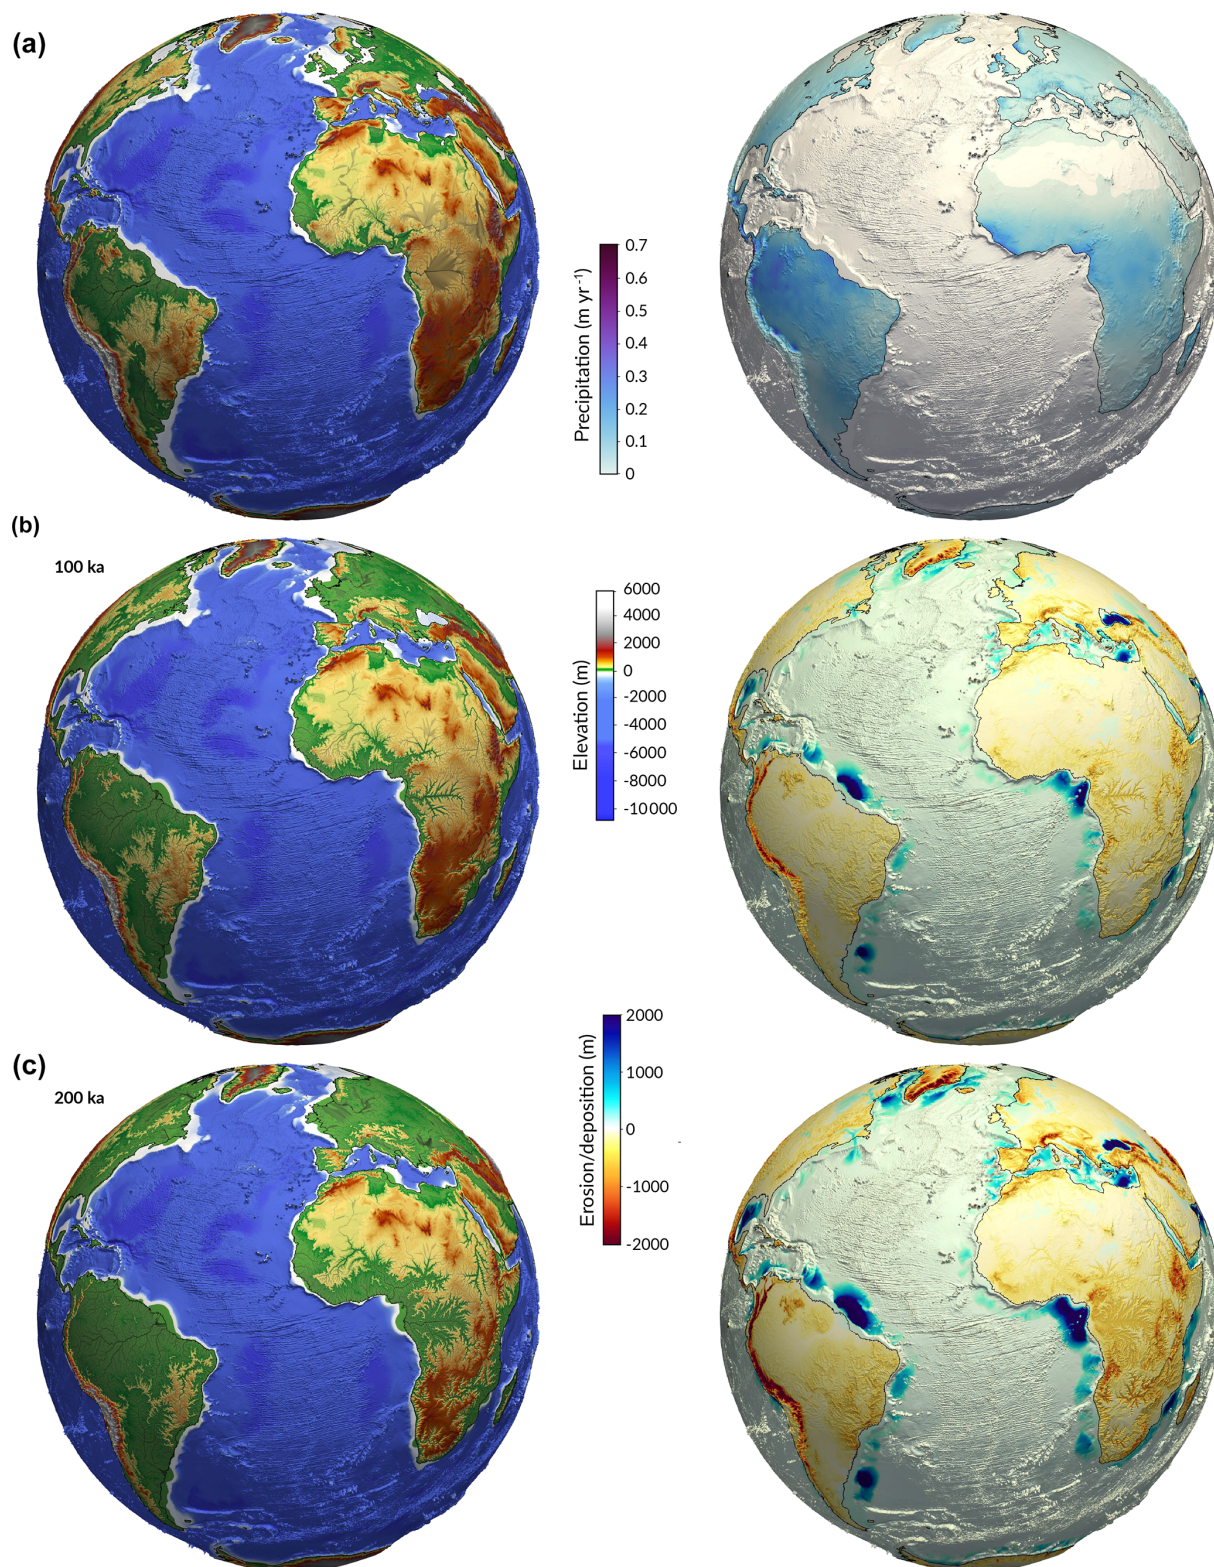 (a)
Precipitation (m yr⁻¹)
0.7
0.6
0.5
0.4
0.3
0.2
0.1
0
(b)
100 ka
Elevation (m)
6000
4000
2000
0
-2000
-4000
-6000
-8000
-10000
(c)
200 ka
Erosion/deposition (m)
2000
1000
0
-1000
-2000